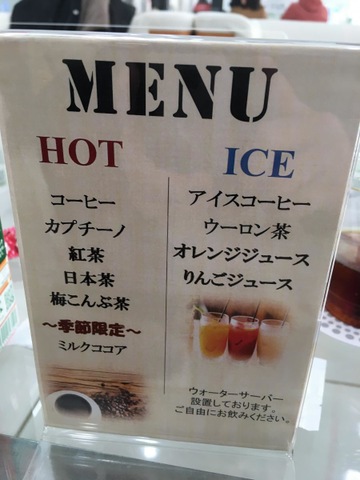 MENU
HOT
コーヒー
カプチーノ
紅茶
日本茶
梅こんぶ茶
～季節限定～
ミルクココア
ICE
アイスコーヒー
ウーロン茶
オレンジジュース
りんごジュース
ウォーターサーバー
設置しております。
ご自由にお飲みください。